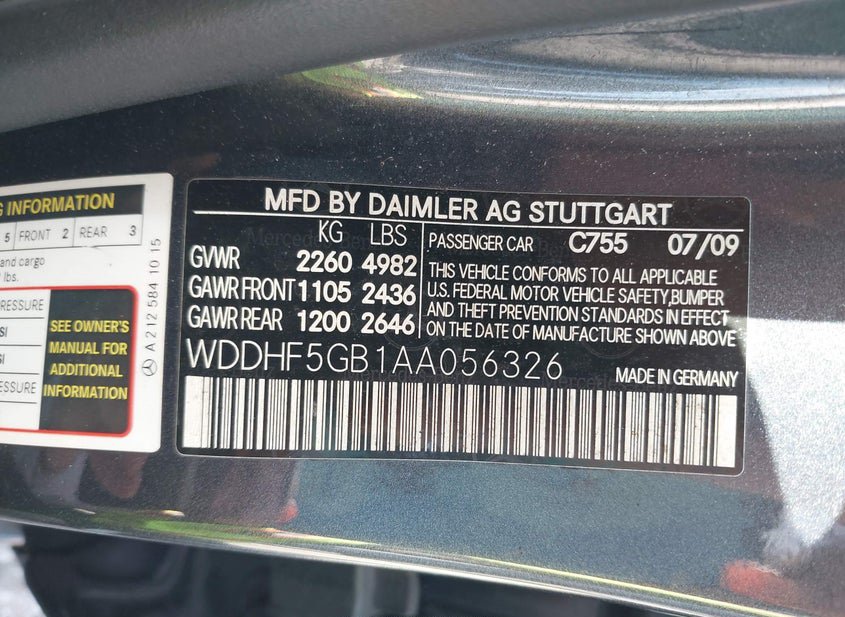 G INFORMATION
5 FRONT 2 REAR 3
and cargo
lbs.
PRESSURE
SI
SI
PRESSURE
SEE OWNER'S
MANUAL FOR
ADDITIONAL
INFORMATION
A 212 584 10 15
MFD BY DAIMLER AG STUTTGART
KG LBS
GVWR 2260 4982
GAWR FRONT 1105 2436
GAWR REAR 1200 2646
PASSENGER CAR C755 07/09
THIS VEHICLE CONFORMS TO ALL APPLICABLE
U.S. FEDERAL MOTOR VEHICLE SAFETY,BUMPER
AND THEFT PREVENTION STANDARDS IN EFFECT
ON THE DATE OF MANUFACTURE SHOWN ABOVE
WDDHF5GB1AA056326
MADE IN GERMANY